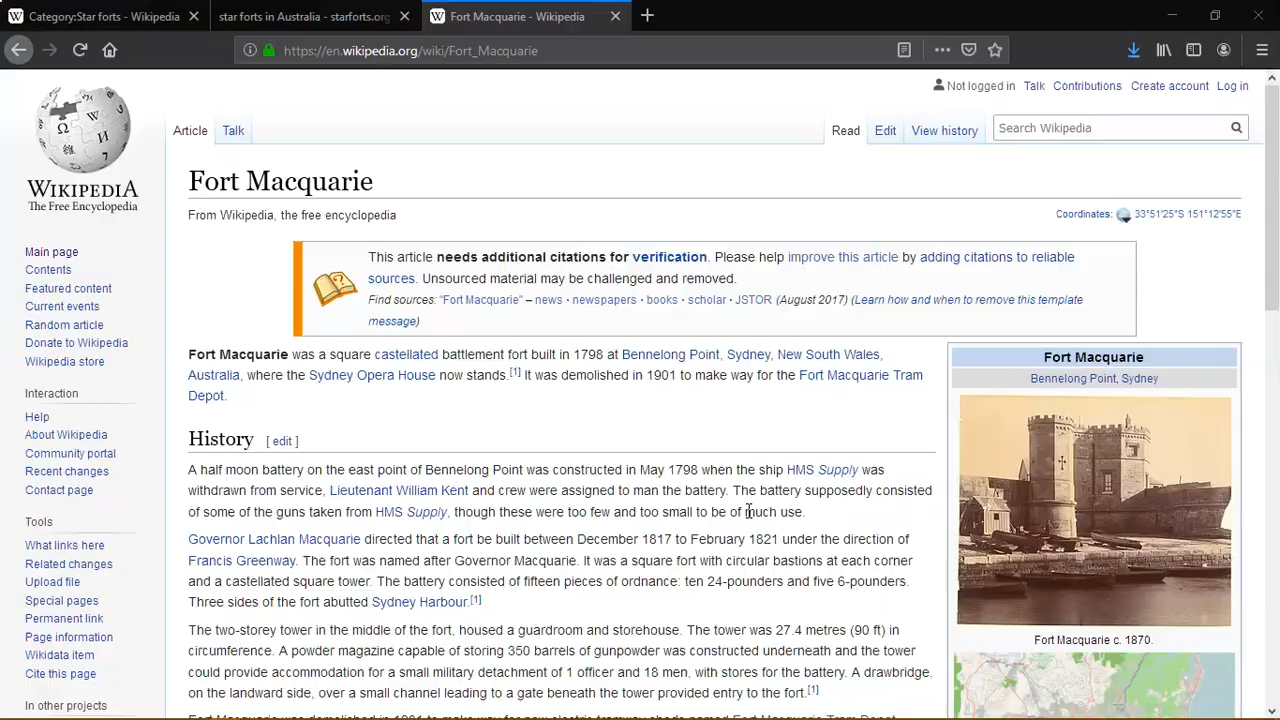 Category:Star forts - Wikipedia
star forts in Australia - starforts.org
Fort Macquarie - Wikipedia
https://en.wikipedia.org/wiki/Fort_Macquarie
Not logged in Talk Contributions Create account Log in
WIKIPEDIA
The Free Encyclopedia
Main page
Contents
Featured content
Current events
Random article
Donate to Wikipedia
Wikipedia store
Interaction
Help
About Wikipedia
Community portal
Recent changes
Contact page
Tools
What links here
Related changes
Upload file
Special pages
Permanent link
Page information
Wikidata item
Cite this page
In other projects
Article Talk
Read Edit View history
Search Wikipedia
Fort Macquarie
From Wikipedia, the free encyclopedia
Coordinates: 33°51'25"S 151°12'55"E
This article needs additional citations for verification. Please help improve this article by adding citations to reliable
sources. Unsourced material may be challenged and removed.
Find sources: "Fort Macquarie" – news · newspapers · books · scholar · JSTOR (August 2017) (Learn how and when to remove this template
message)
Fort Macquarie was a square castellated battlement fort built in 1798 at Bennelong Point, Sydney, New South Wales,
Australia, where the Sydney Opera House now stands.[1] It was demolished in 1901 to make way for the Fort Macquarie Tram
Depot.
History [ edit ]
A half moon battery on the east point of Bennelong Point was constructed in May 1798 when the ship HMS Supply was
withdrawn from service, Lieutenant William Kent and crew were assigned to man the battery. The battery supposedly consisted
of some of the guns taken from HMS Supply, though these were too few and too small to be of much use.
Governor Lachlan Macquarie directed that a fort be built between December 1817 to February 1821 under the direction of
Francis Greenway. The fort was named after Governor Macquarie. It was a square fort with circular bastions at each corner
and a castellated square tower. The battery consisted of fifteen pieces of ordnance: ten 24-pounders and five 6-pounders.
Three sides of the fort abutted Sydney Harbour.[1]
The two-storey tower in the middle of the fort, housed a guardroom and storehouse. The tower was 27.4 metres (90 ft) in
circumference. A powder magazine capable of storing 350 barrels of gunpowder was constructed underneath and the tower
could provide accommodation for a small military detachment of 1 officer and 18 men, with stores for the battery. A drawbridge,
on the landward side, over a small channel leading to a gate beneath the tower provided entry to the fort.[1]
Fort Macquarie was demolished in 1901 to make way for new electric tramway sheds named Fort Macquarie Tram Depot.
Fort Macquarie
Bennelong Point, Sydney
Fort Macquarie c. 1870.